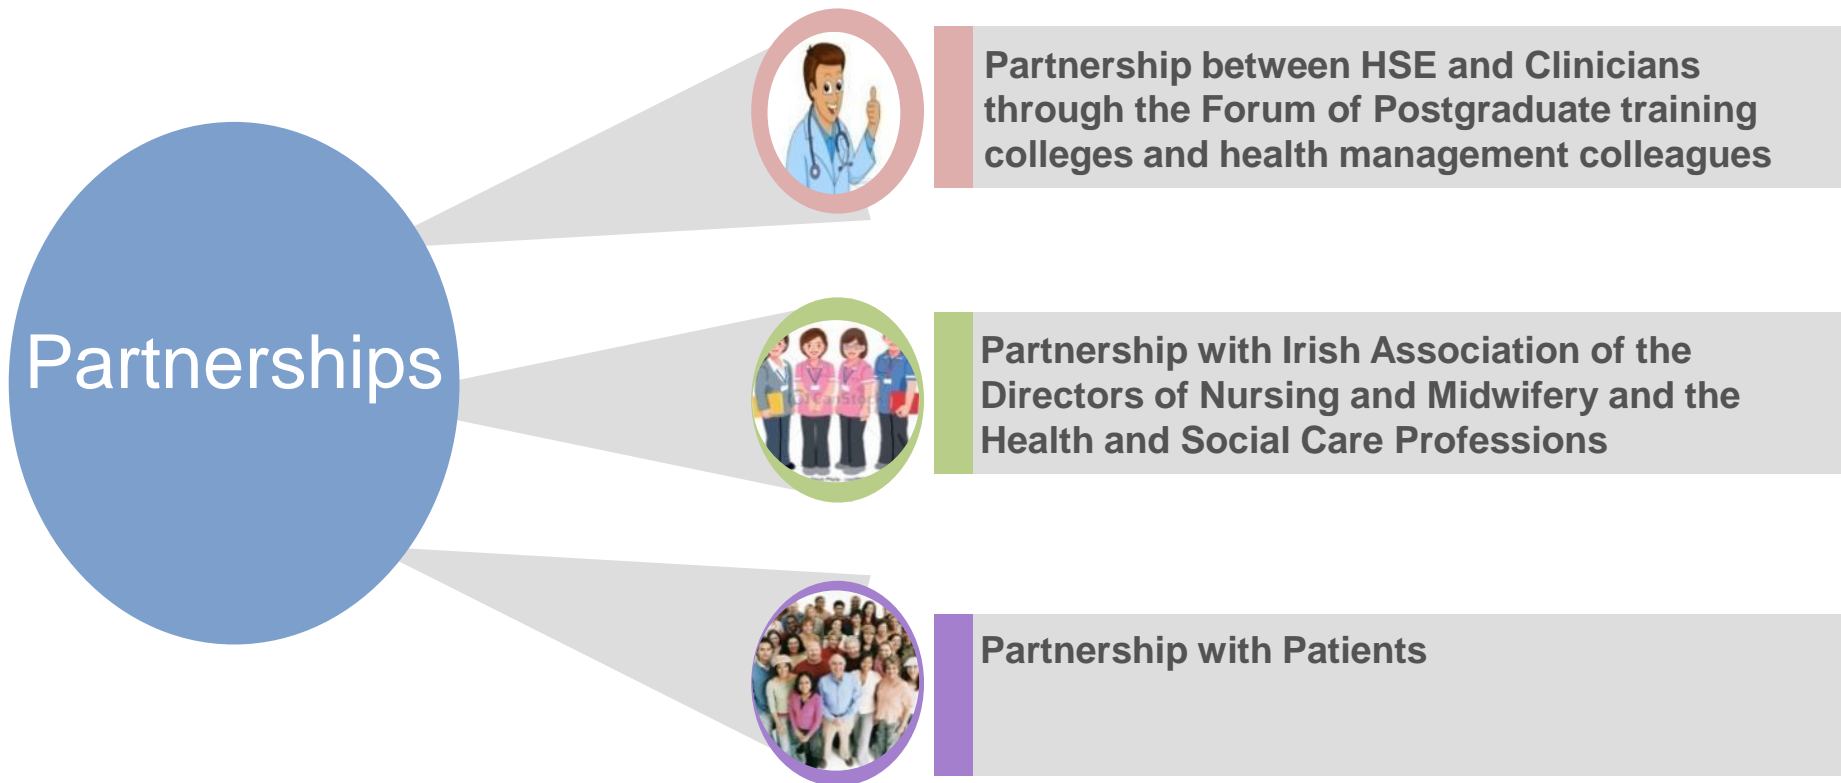 Partnerships
Partnership between HSE and Clinicians
through the Forum of Postgraduate training
colleges and health management colleagues
Partnership with Irish Association of the
Directors of Nursing and Midwifery and the
Health and Social Care Professions
Partnership with Patients